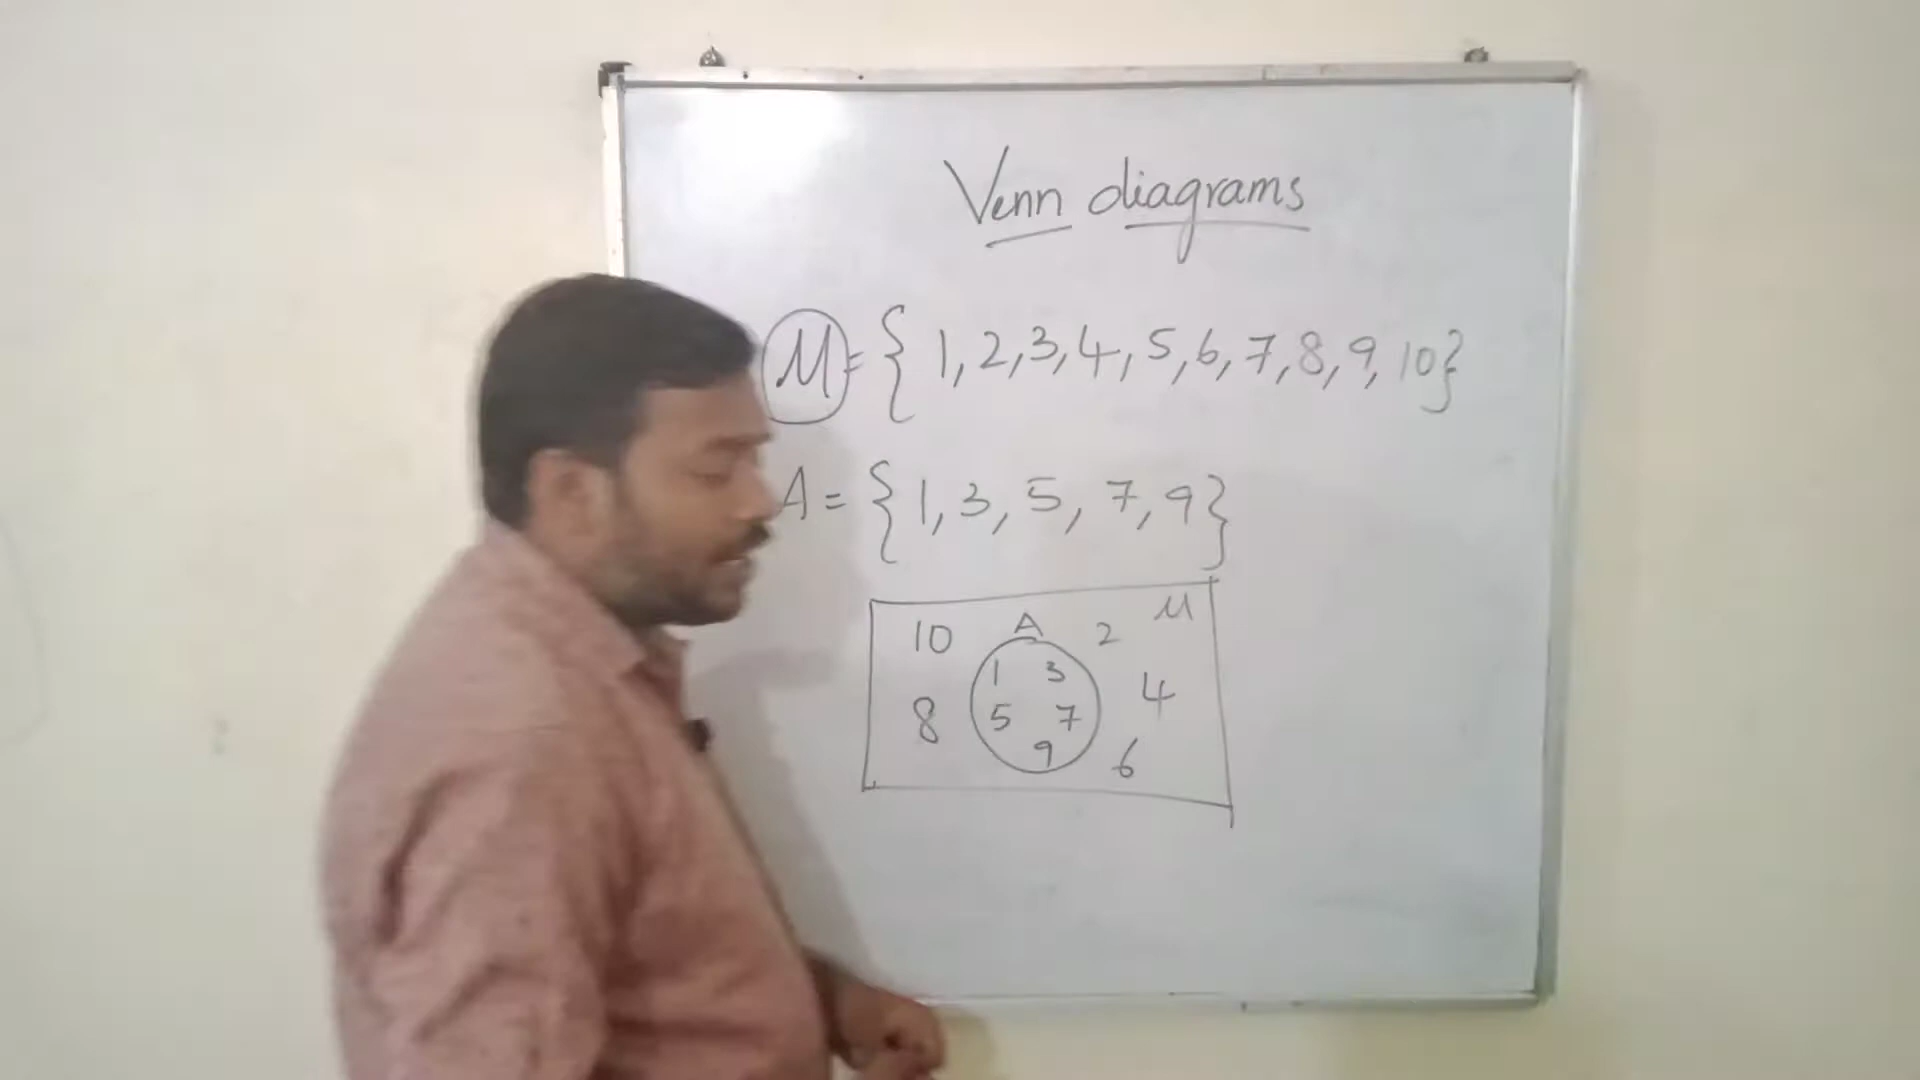 Venn diagrams
μ = { 1, 2, 3, 4, 5, 6, 7, 8, 9, 10}
A = { 1, 3, 5, 7, 9}
10 A 2 μ
1 3
8 5 7 4
9 6